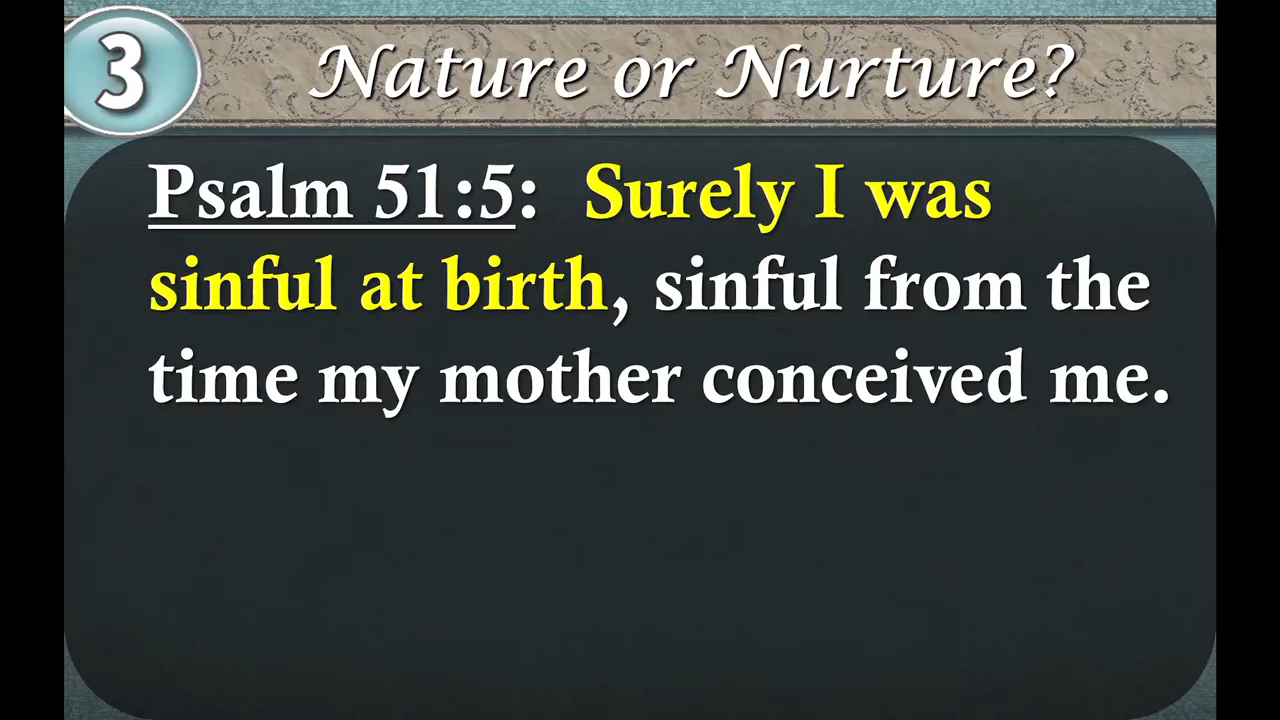 3
Nature or Nurture?
Psalm 51:5: Surely I was
sinful at birth, sinful from the
time my mother conceived me.